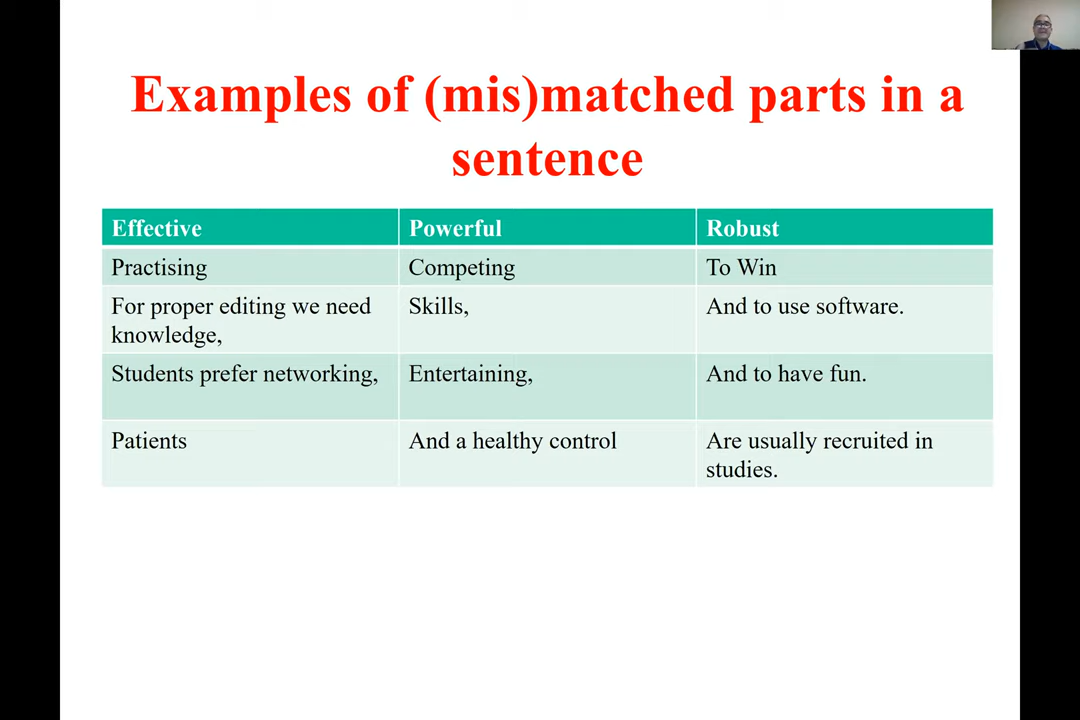 Examples of (mis)matched parts in a
sentence
Effective
Powerful
Robust
Practising
Competing
To Win
For proper editing we need
knowledge,
Skills,
And to use software.
Students prefer networking,
Entertaining,
And to have fun.
Patients
And a healthy control
Are usually recruited in
studies.